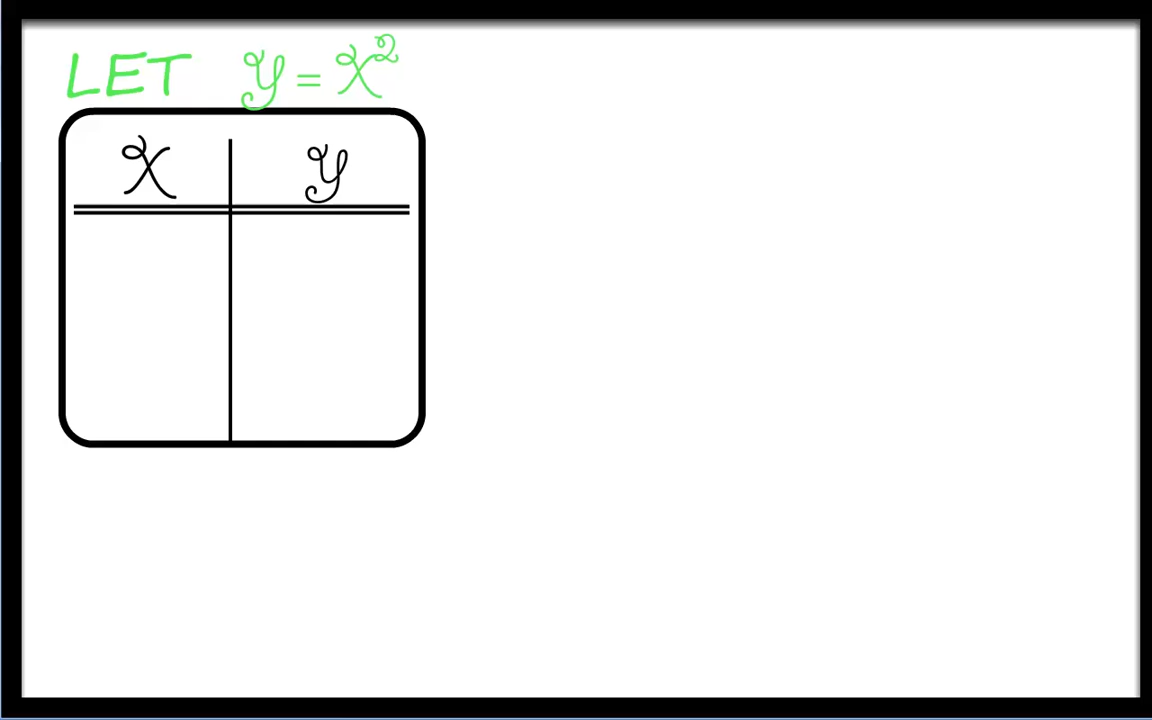 LET y = x²
x y